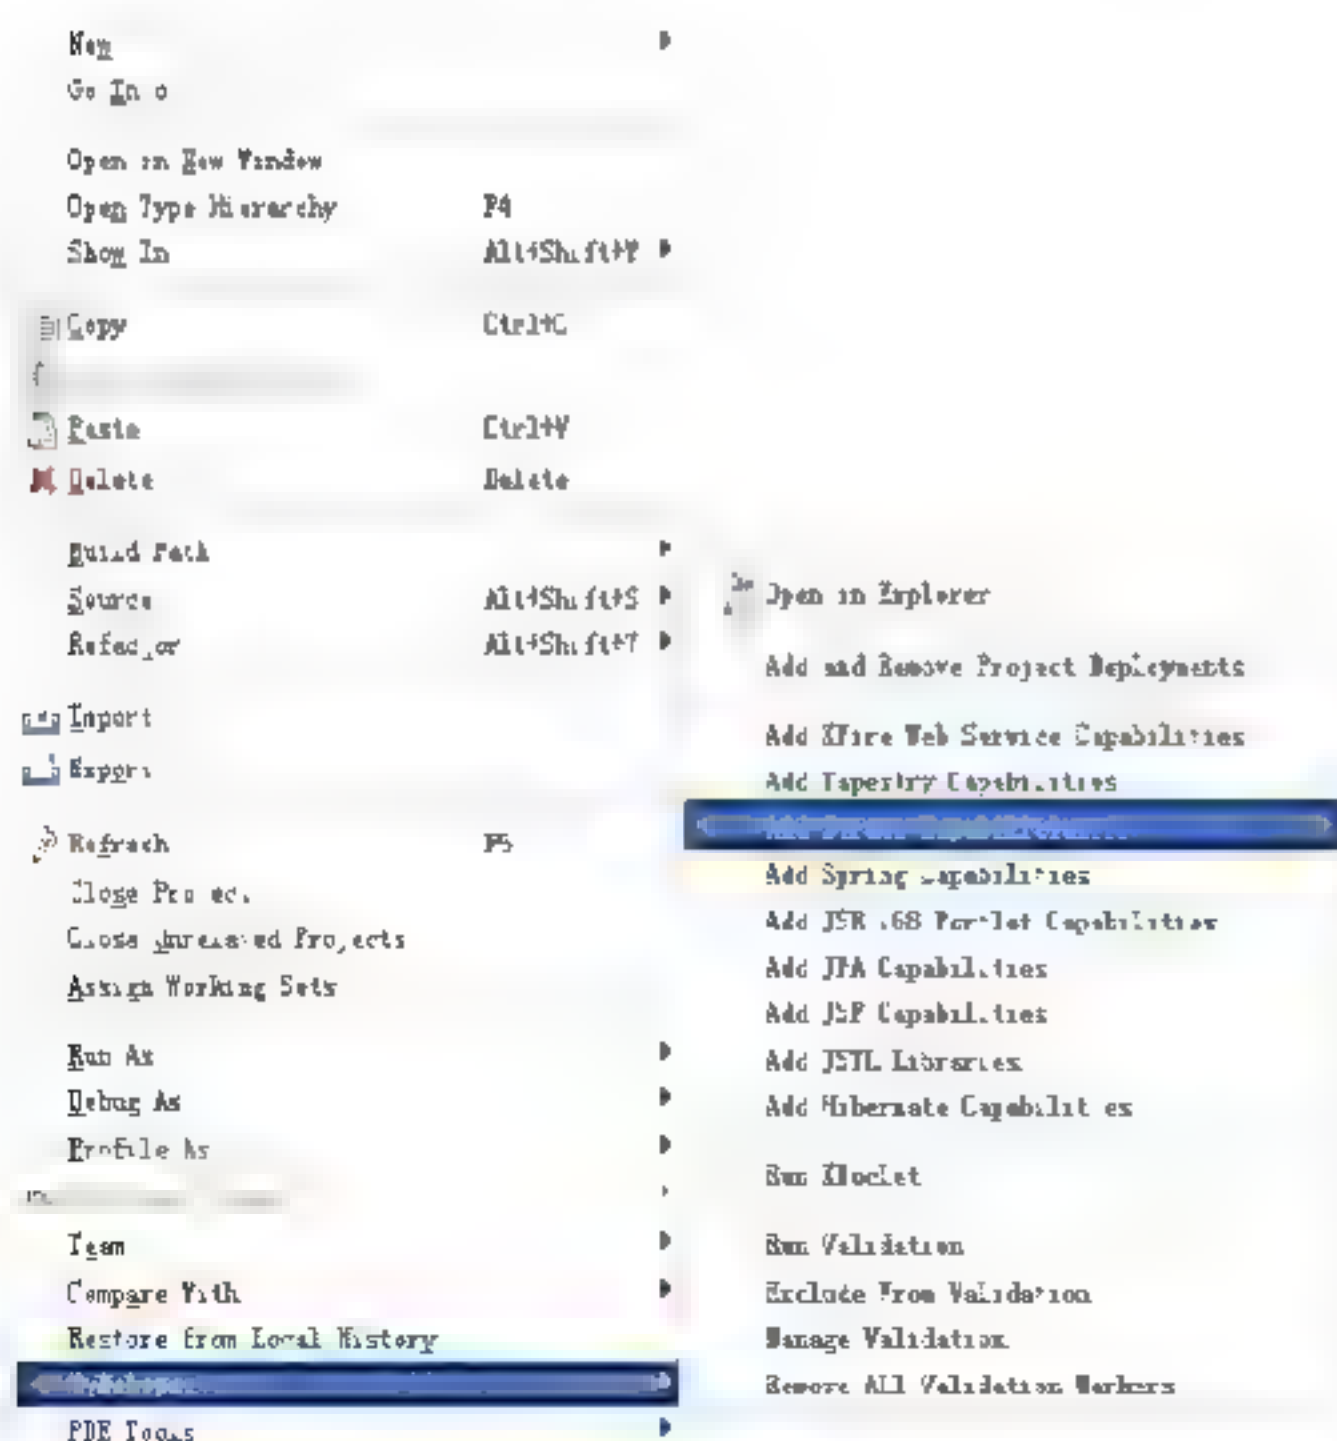 New
Go Into
Open in New Window
Open Type Hierarchy F4
Show In Alt+Shift+W
Copy Ctrl+C
Paste Ctrl+V
Delete Delete
Build Path
Source Alt+Shift+S
Refactor Alt+Shift+T
Import
Export
Refresh F5
Close Project
Close Unrelated Projects
Assign Working Sets
Run As
Debug As
Profile As
Team
Compare With
Restore from Local History
PDE Tools
Open in Explorer
Add and Remove Project Deployments
Add XFire Web Service Capabilities
Add Tapestry Capabilities
Add Spring Capabilities
Add JSR 168 Portlet Capabilities
Add JPA Capabilities
Add JSF Capabilities
Add JSTL Libraries
Add Hibernate Capabilities
Run XDoclet
Run Validation
Exclude From Validation
Manage Validation
Remove All Validation Markers